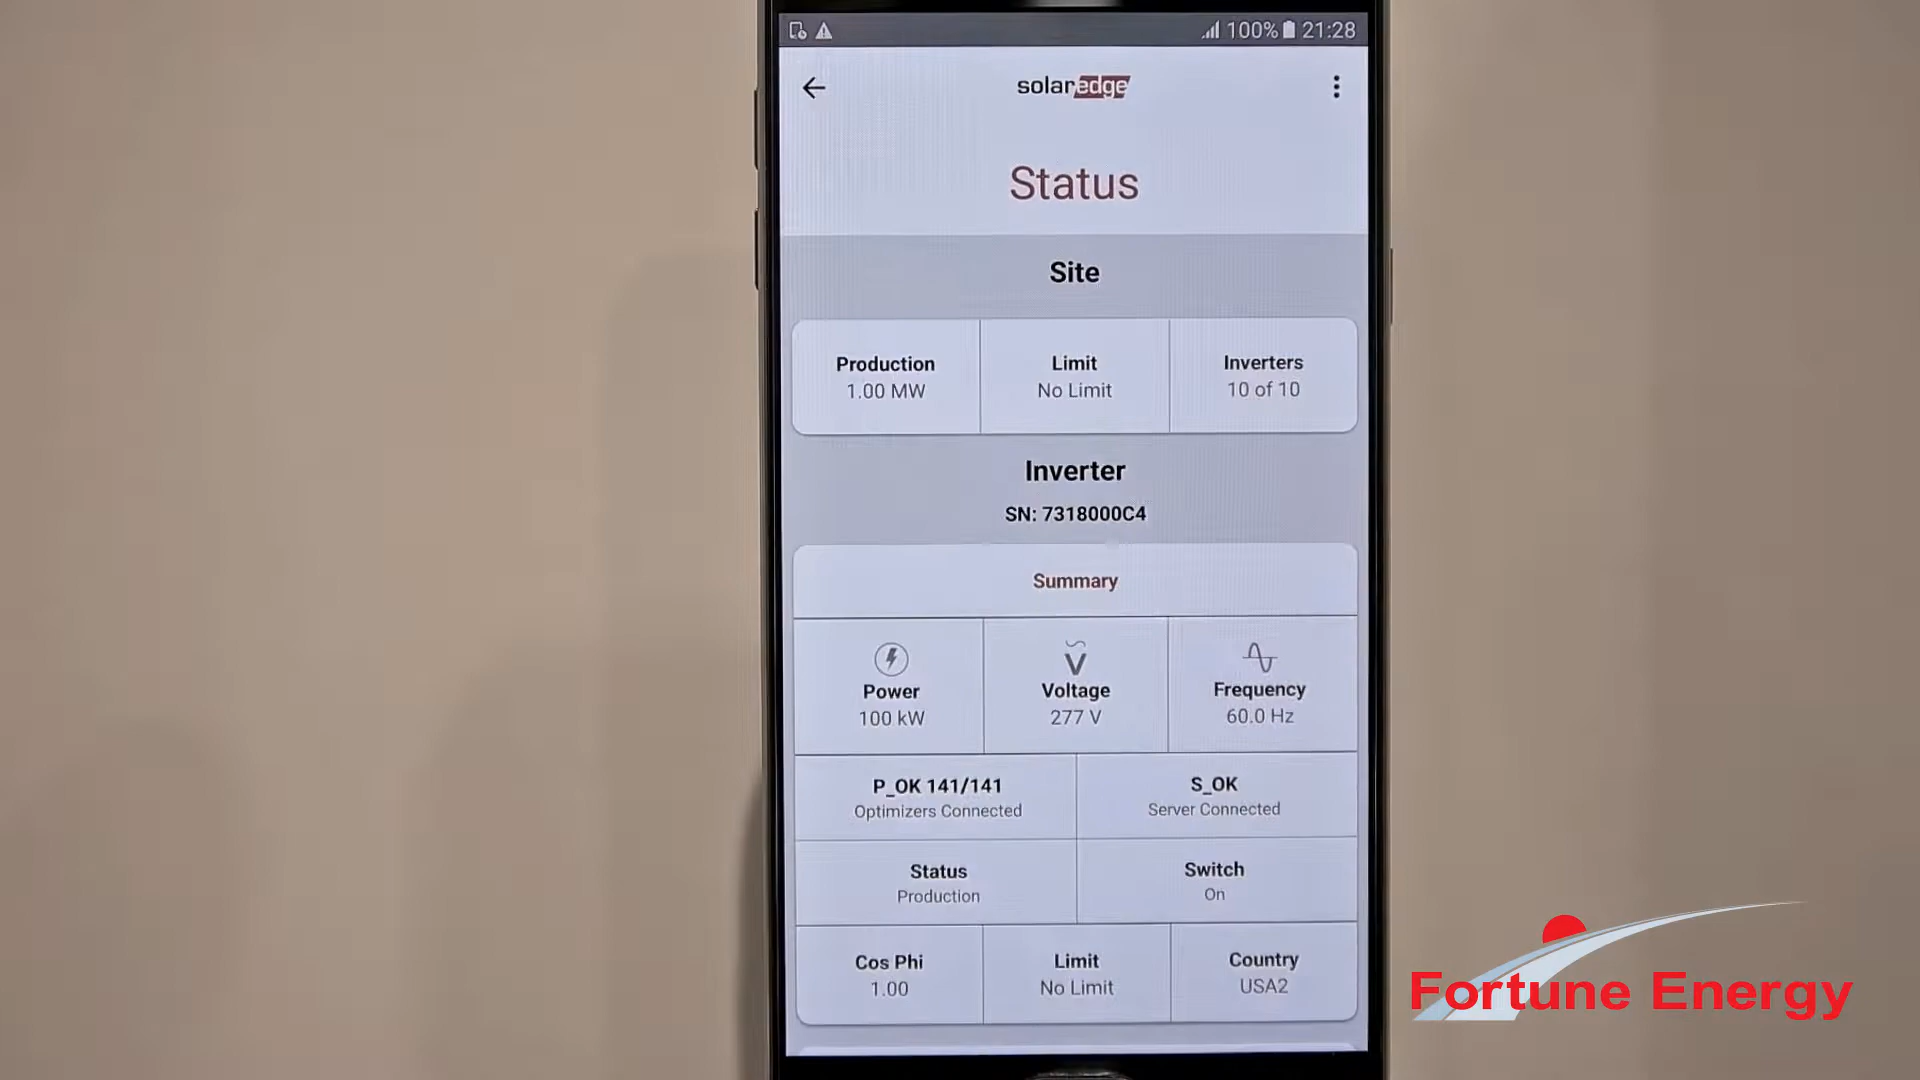 100% 21:28
solaredge
Status
Site
Production
1.00 MW
Limit
No Limit
Inverters
10 of 10
Inverter
SN: 7318000C4
Summary
Power
100 kW
V
Voltage
277 V
Frequency
60.0 Hz
P_OK 141/141
Optimizers Connected
S_OK
Server Connected
Status
Production
Switch
On
Cos Phi
1.00
Limit
No Limit
Country
USA2
Fortune Energy